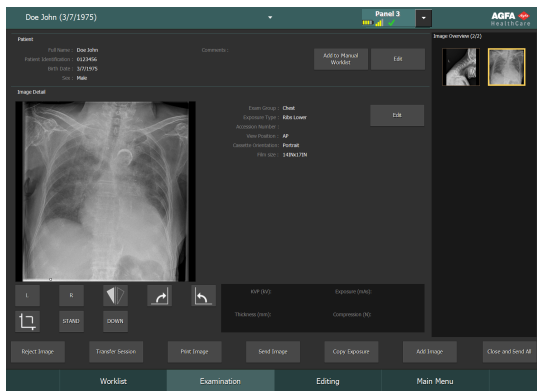 Doe John (3/7/1975)
Panel 3
AGFA
HealthCare
Patient
Full Name : Doe John
Patient Identification : 0123456
Birth Date : 3/7/1975
Sex : Male
Comments :
Add to Manual
Worklist
Edit
Image Overview (2/2)
Image Detail
Exam Group : Chest
Exposure Type : Ribs Lower
Accession Number :
View Position : AP
Cassette Orientation : Portrait
Film size : 14INx17IN
Edit
L
R
STAND
DOWN
KVP (kV):
Exposure (mAs):
Thickness (mm):
Compression (N):
Reject Image
Transfer Session
Print Image
Send Image
Copy Exposure
Add Image
Close and Send All
Worklist
Examination
Editing
Main Menu